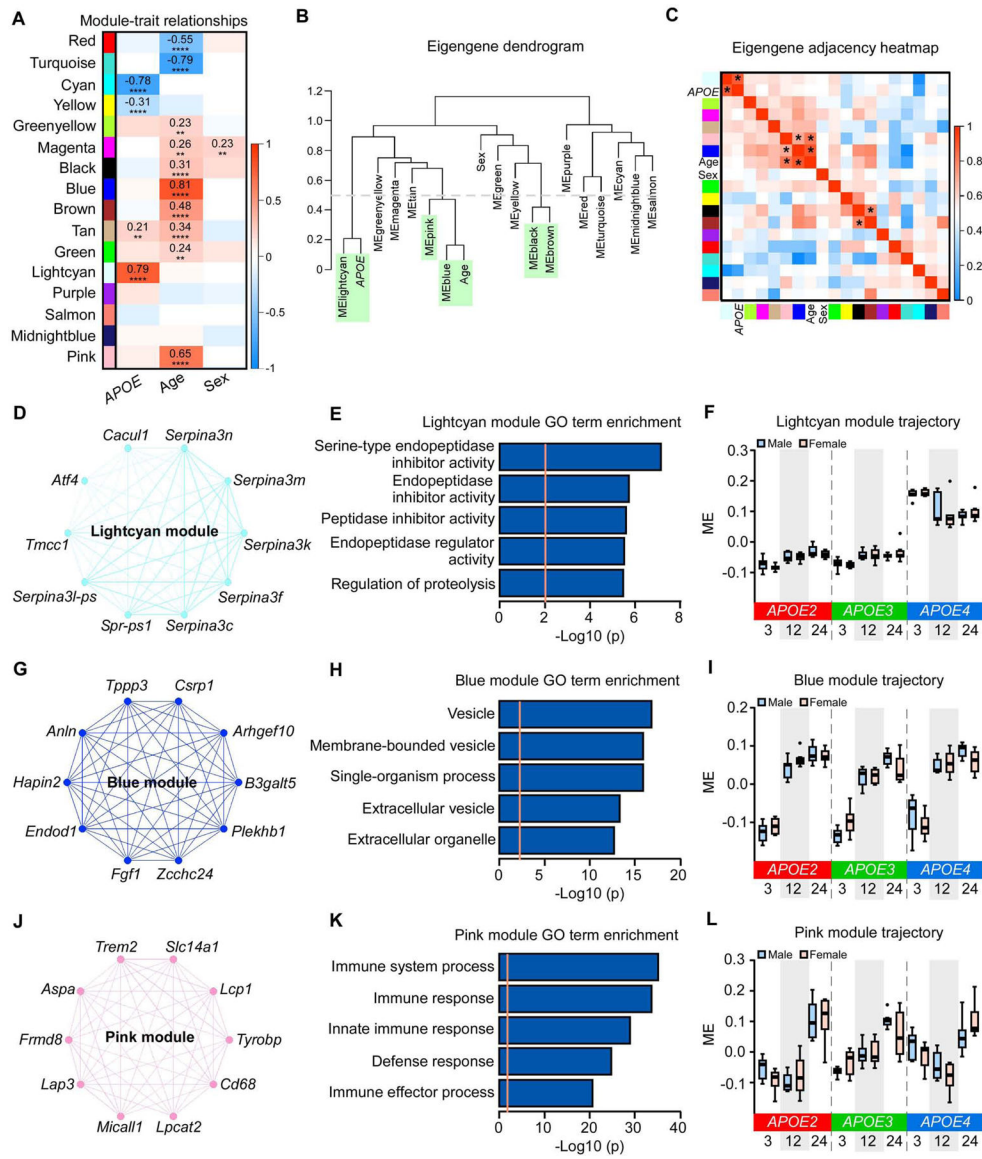 A
Module-trait relationships
Red
-0.55
****
Turquoise
-0.79
****
Cyan
-0.78
****
Yellow
-0.31
****
Greenyellow
0.23
**
Magenta
0.26
**
0.23
**
Black
0.31
****
Blue
0.81
****
Brown
0.48
****
Tan
0.21
**
0.34
****
Green
0.24
**
Lightcyan
0.79
****
Purple
Salmon
Midnightblue
Pink
0.65
****
APOE
Age
Sex
1
0.5
0
-0.5
-1
B
Eigengene dendrogram
1.2
1.0
0.8
0.6
0.4
0.2
0
MElightcyan
APOE
MEgreenyellow
MEmagenta
MEtan
MEpink
MEblue
Age
Sex
MEgreen
MEyellow
MEblack
MEbrown
MEpurple
MEred
MEturquoise
MEcyan
MEmidnightblue
MEsalmon
C
Eigengene adjacency heatmap
APOE
Age
Sex
* *
* *
* *
* *
* *
* *
*
*
APOE
Age
Sex
1
0.8
0.6
0.4
0.2
0
D
Cacul1
Serpina3n
Atf4
Serpina3m
Tmcc1
Lightcyan module
Serpina3k
Serpina3l-ps
Serpina3f
Spr-ps1
Serpina3c
E
Lightcyan module GO term enrichment
Serine-type endopeptidase
inhibitor activity
Endopeptidase
inhibitor activity
Peptidase inhibitor activity
Endopeptidase regulator
activity
Regulation of proteolysis
0 2 4 6 8
-Log10 (p)
F
Lightcyan module trajectory
Male Female
0.3
0.2
0.1
0.0
-0.1
ME
APOE2 APOE3 APOE4
3 12 24 3 12 24 3 12 24
G
Tppp3
Csrp1
Anln
Arhgef10
Hapin2
Blue module
B3galt5
Endod1
Plekhb1
Fgf1
Zcchc24
H
Blue module GO term enrichment
Vesicle
Membrane-bounded vesicle
Single-organism process
Extracellular vesicle
Extracellular organelle
0 5 10 15 20
-Log10 (p)
I
Blue module trajectory
Male Female
0.2
0.1
0.0
-0.1
ME
APOE2 APOE3 APOE4
3 12 24 3 12 24 3 12 24
J
Trem2
Slc14a1
Aspa
Lcp1
Frmd8
Pink module
Tyrobp
Lap3
Cd68
Micall1
Lpcat2
K
Pink module GO term enrichment
Immune system process
Immune response
Innate immune response
Defense response
Immune effector process
0 10 20 30 40
-Log10 (p)
L
Pink module trajectory
Male Female
0.3
0.2
0.1
0.0
-0.1
ME
APOE2 APOE3 APOE4
3 12 24 3 12 24 3 12 24